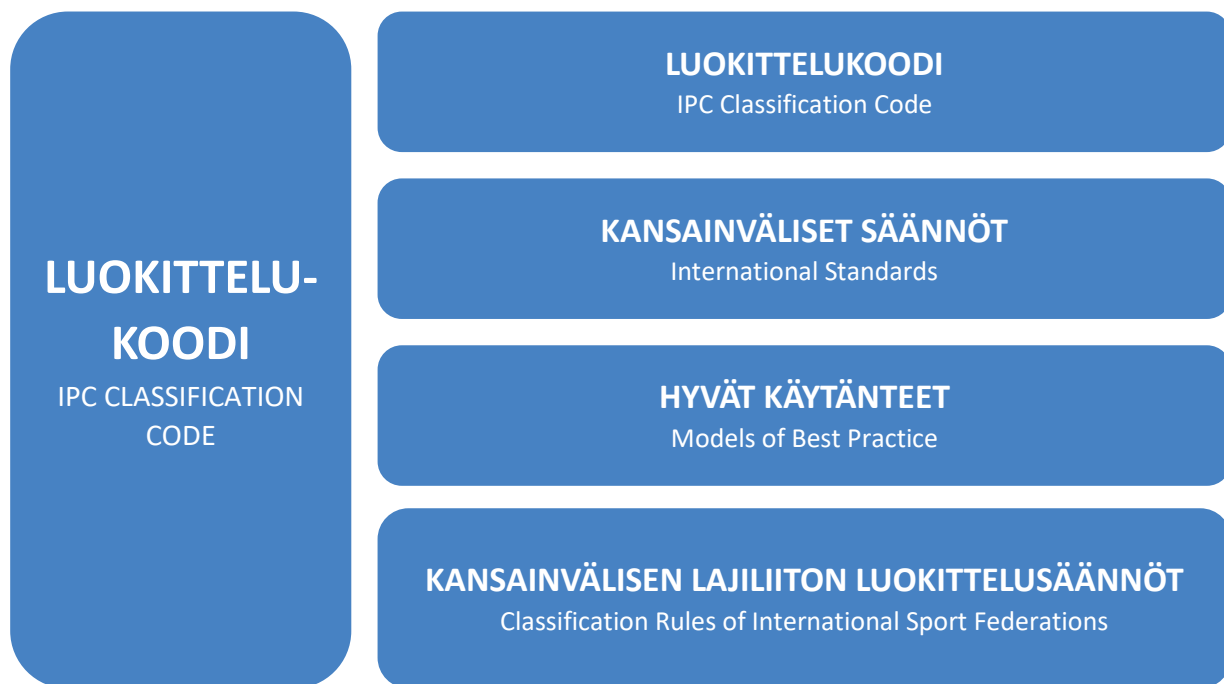 LUOKITTELU-
KOODI
IPC CLASSIFICATION
CODE
LUOKITTELUKOODI
IPC Classification Code
KANSAINVÄLISET SÄÄNNÖT
International Standards
HYVÄT KÄYTÄNTEET
Models of Best Practice
KANSAINVÄLISEN LAJILIITON LUOKITTELUSÄÄNNÖT
Classification Rules of International Sport Federations